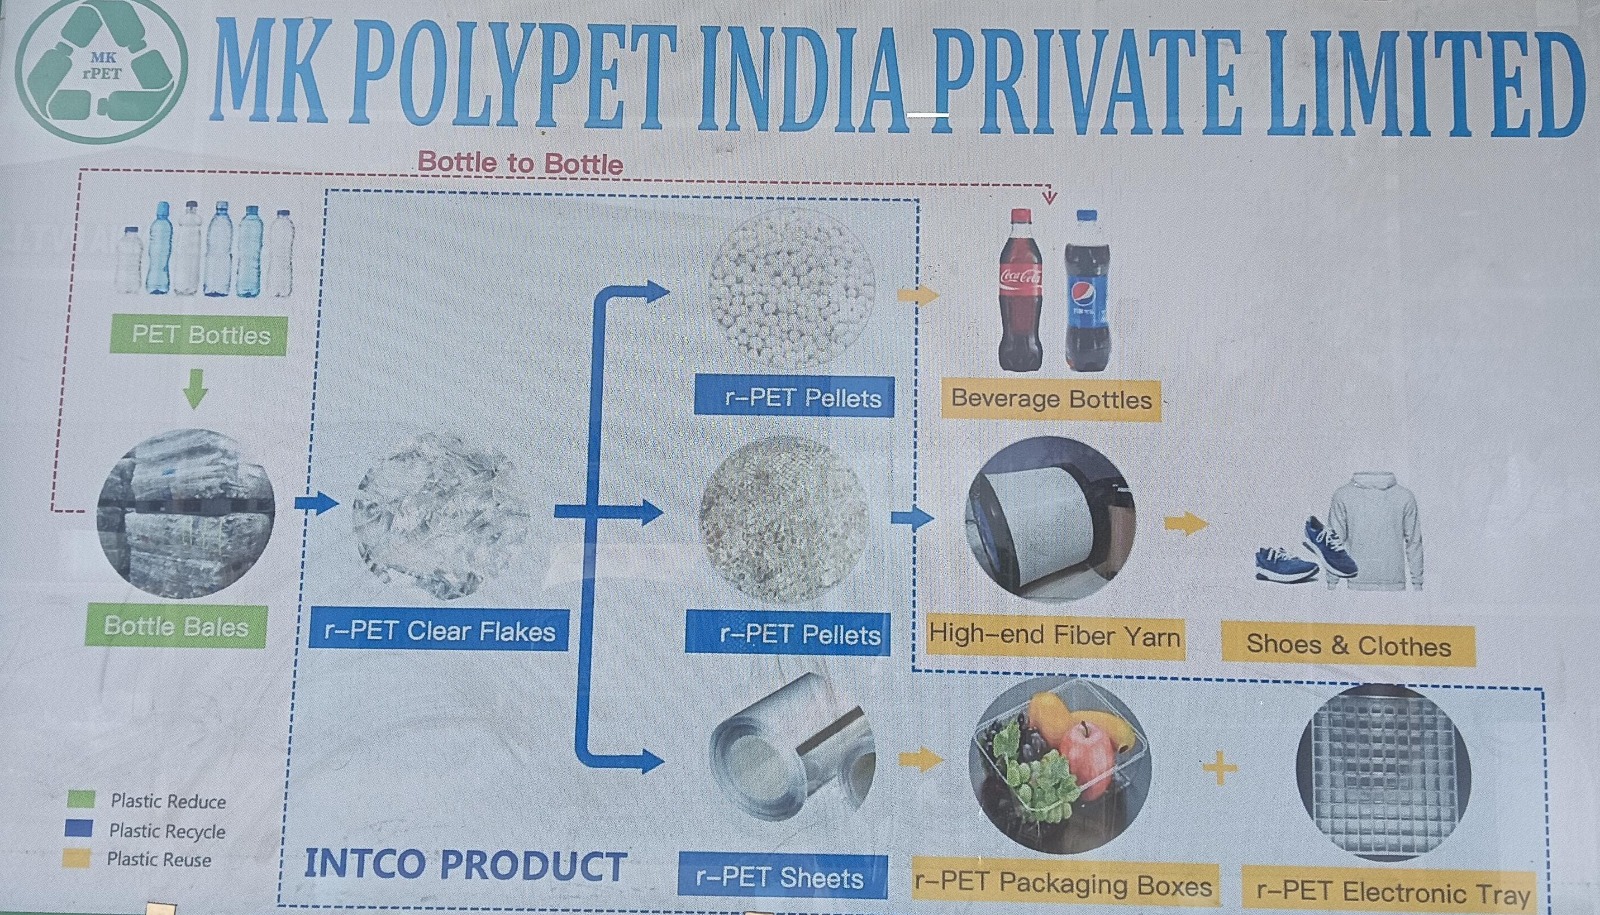 MK
rPET
MK POLYPET INDIA PRIVATE LIMITED
Bottle to Bottle
PET Bottles
Coca-Cola
r-PET Pellets
Beverage Bottles
Bottle Bales
r-PET Clear Flakes
r-PET Pellets
High-end Fiber Yarn
Shoes & Clothes
Plastic Reduce
Plastic Recycle
Plastic Reuse
INTCO PRODUCT
r-PET Sheets
r-PET Packaging Boxes
r-PET Electronic Tray